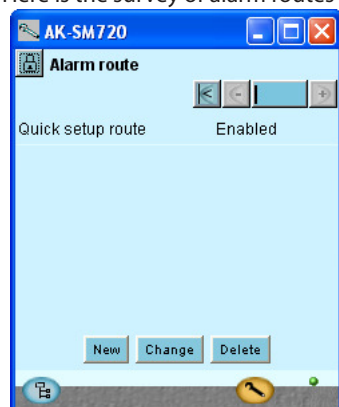 Here is the survey of alarm routes
AK-SM720
Alarm route
Quick setup route Enabled
New Change Delete